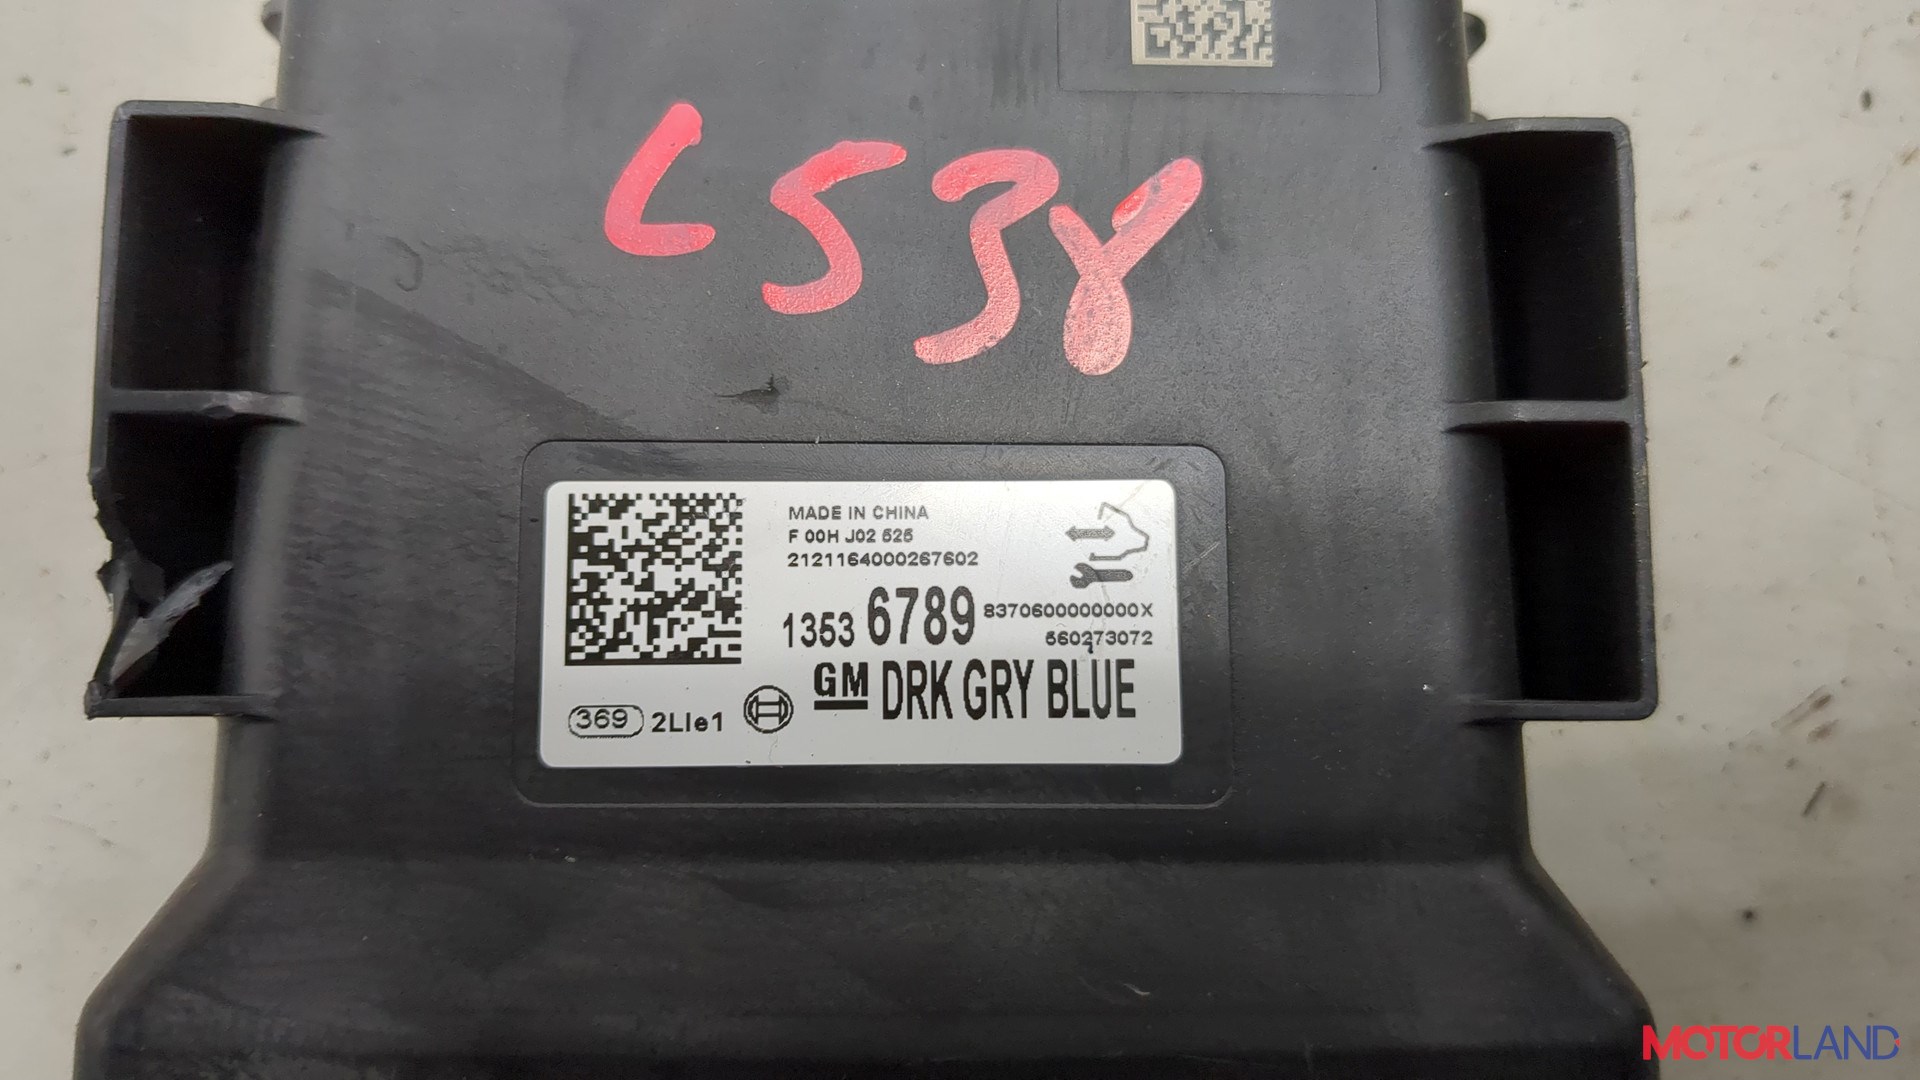 L538
MADE IN CHINA
F 00H J02 525
2121164000267602
1353 6789 8370600000000X
560273072
GM DRK GRY BLUE
369 2LIe1
MOTORLAND